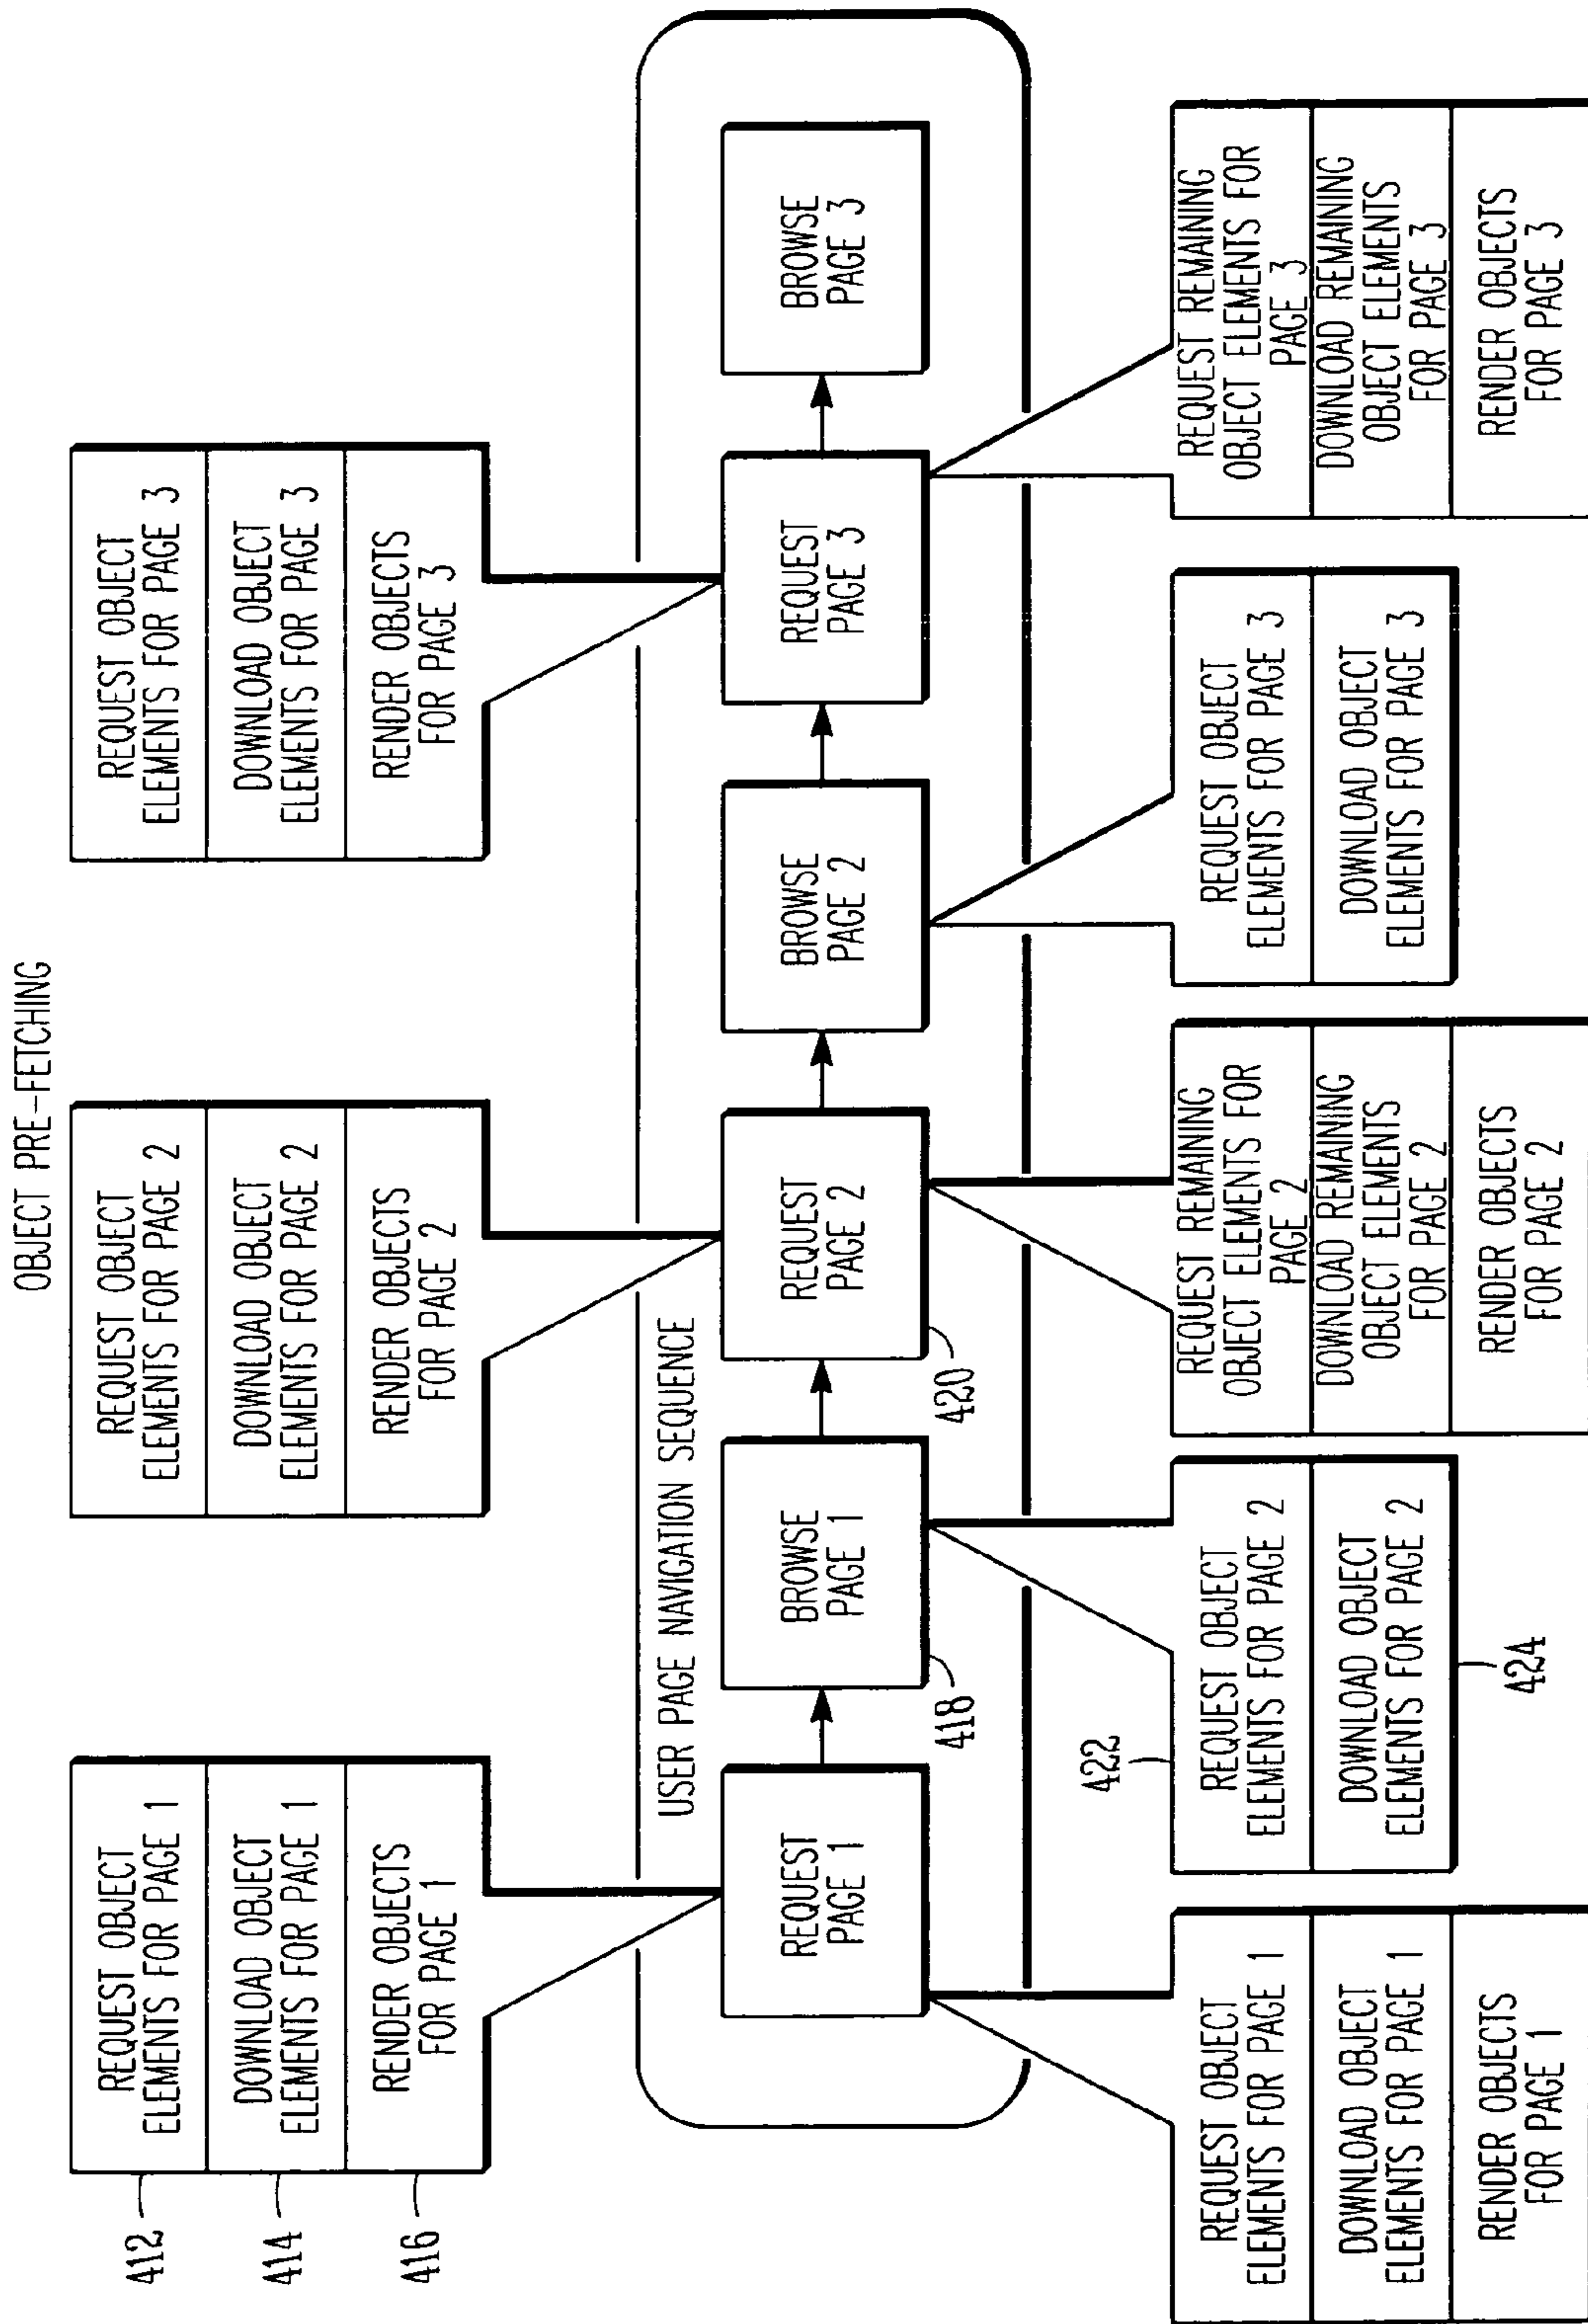 OBJECT PRE-FETCHING
412
REQUEST OBJECT
ELEMENTS FOR PAGE 1
414
DOWNLOAD OBJECT
ELEMENTS FOR PAGE 1
416
RENDER OBJECTS
FOR PAGE 1
REQUEST OBJECT
ELEMENTS FOR PAGE 2
DOWNLOAD OBJECT
ELEMENTS FOR PAGE 2
RENDER OBJECTS
FOR PAGE 2
REQUEST OBJECT
ELEMENTS FOR PAGE 3
DOWNLOAD OBJECT
ELEMENTS FOR PAGE 3
RENDER OBJECTS
FOR PAGE 3
USER PAGE NAVIGATION SEQUENCE
REQUEST
PAGE 1
BROWSE
PAGE 1
418
REQUEST
PAGE 2
420
BROWSE
PAGE 2
REQUEST
PAGE 3
BROWSE
PAGE 3
REQUEST OBJECT
ELEMENTS FOR PAGE 1
DOWNLOAD OBJECT
ELEMENTS FOR PAGE 1
RENDER OBJECTS
FOR PAGE 1
422
REQUEST OBJECT
ELEMENTS FOR PAGE 2
DOWNLOAD OBJECT
ELEMENTS FOR PAGE 2
424
REQUEST REMAINING
OBJECT ELEMENTS FOR
PAGE 2
DOWNLOAD REMAINING
OBJECT ELEMENTS
FOR PAGE 2
RENDER OBJECTS
FOR PAGE 2
REQUEST OBJECT
ELEMENTS FOR PAGE 3
DOWNLOAD OBJECT
ELEMENTS FOR PAGE 3
REQUEST REMAINING
OBJECT ELEMENTS FOR
PAGE 3
DOWNLOAD REMAINING
OBJECT ELEMENTS
FOR PAGE 3
RENDER OBJECTS
FOR PAGE 3